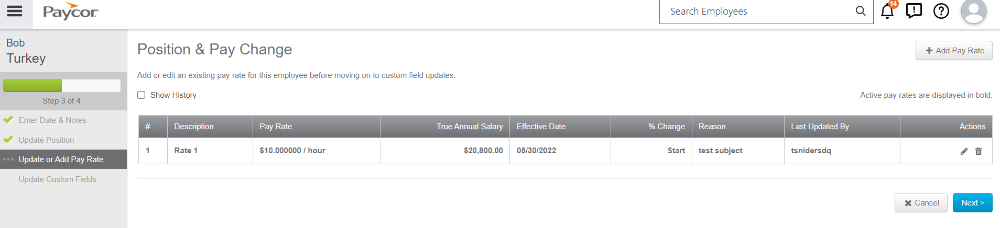 Paycor
Search Employees
14
Bob
Turkey
Step 3 of 4
Enter Date & Notes
Update Position
Update or Add Pay Rate
Update Custom Fields
Position & Pay Change
+ Add Pay Rate
Add or edit an existing pay rate for this employee before moving on to custom field updates.
Show History
Active pay rates are displayed in bold.
# Description Pay Rate True Annual Salary Effective Date % Change Reason Last Updated By Actions
1 Rate 1 $10.000000 / hour $20,800.00 05/30/2022 Start test subject tsnidersdq
Cancel Next >